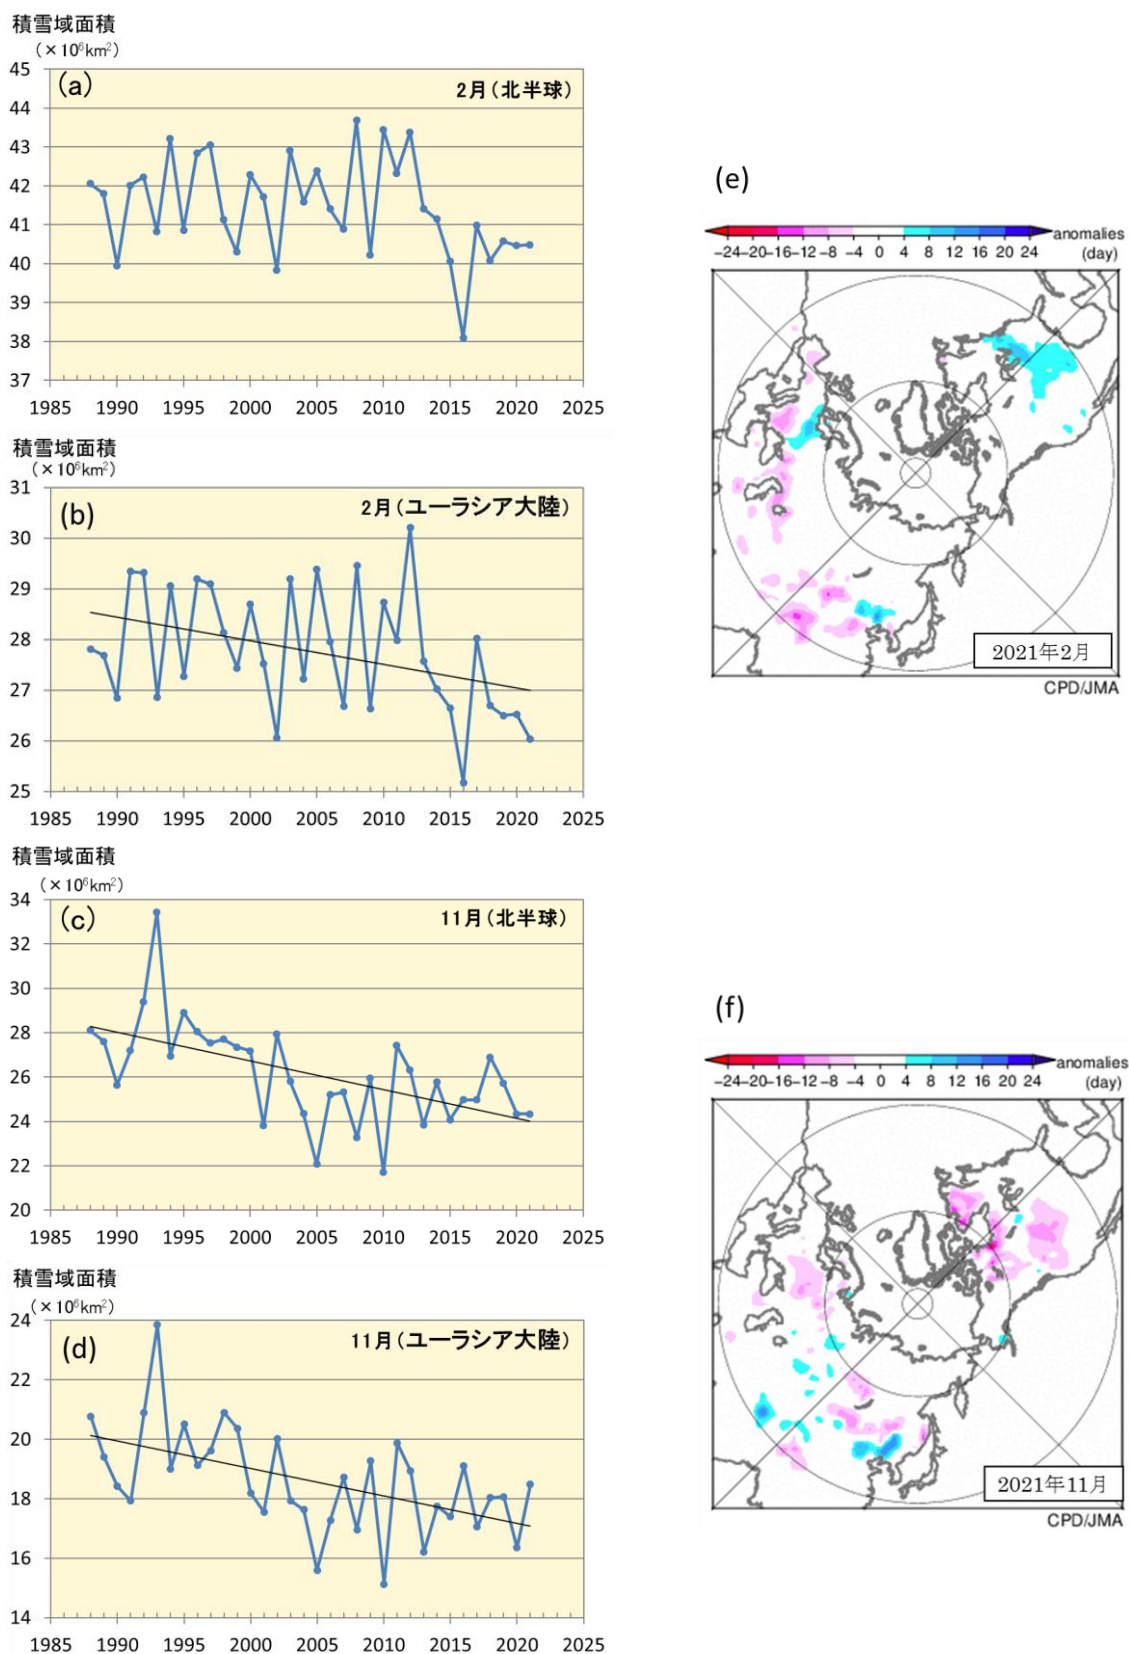 積雪域面積
(×10⁶km²)
(a)
2月(北半球)
45
44
43
42
41
40
39
38
37
1985 1990 1995 2000 2005 2010 2015 2020 2025
積雪域面積
(×10⁶km²)
(b)
2月(ユーラシア大陸)
31
30
29
28
27
26
25
1985 1990 1995 2000 2005 2010 2015 2020 2025
積雪域面積
(×10⁶km²)
(c)
11月(北半球)
34
32
30
28
26
24
22
20
1985 1990 1995 2000 2005 2010 2015 2020 2025
積雪域面積
(×10⁶km²)
(d)
11月(ユーラシア大陸)
24
22
20
18
16
14
1985 1990 1995 2000 2005 2010 2015 2020 2025
(e)
anomalies
-24-20-16-12 -8 -4 0 4 8 12 16 20 24 (day)
2021年2月
CPD/JMA
(f)
anomalies
-24-20-16-12 -8 -4 0 4 8 12 16 20 24 (day)
2021年11月
CPD/JMA